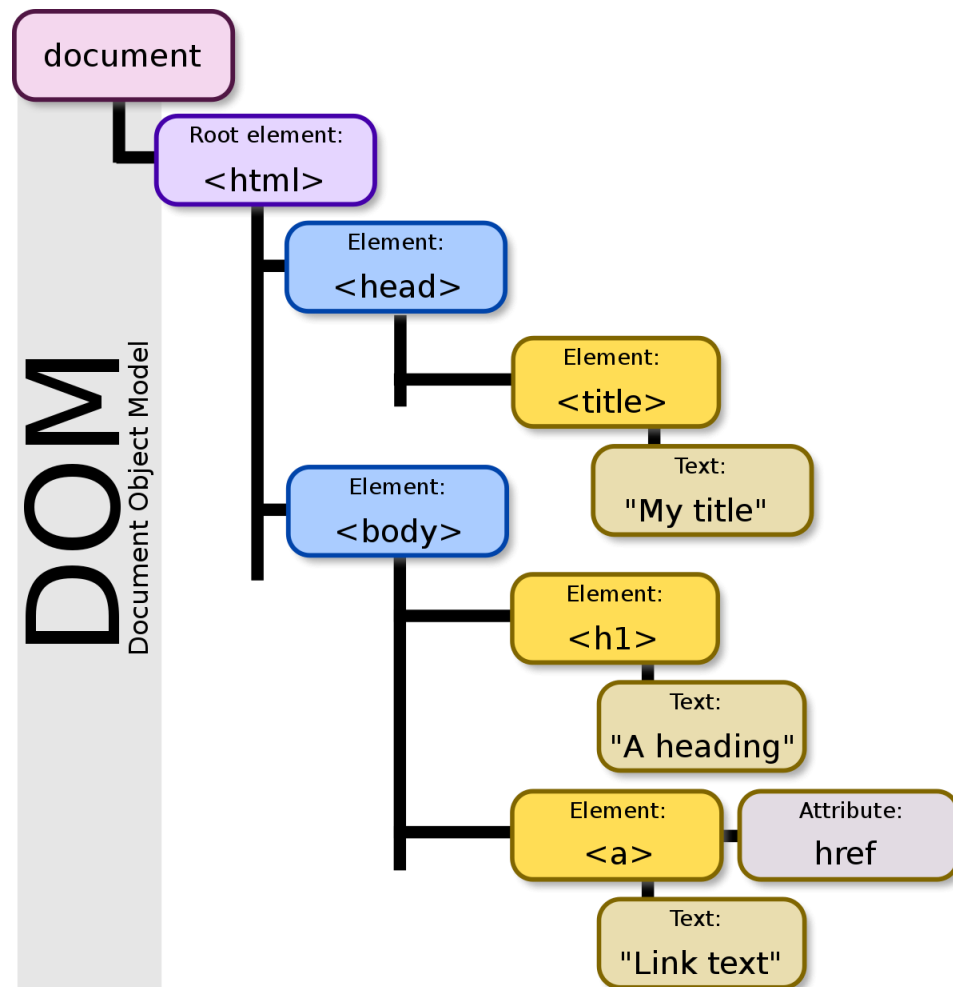 document
Root element:
<html>
Element:
<head>
Element:
<title>
Text:
"My title"
Element:
<body>
Element:
<h1>
Text:
"A heading"
Element:
<a>
Attribute:
href
Text:
"Link text"
DOM
Document Object Model